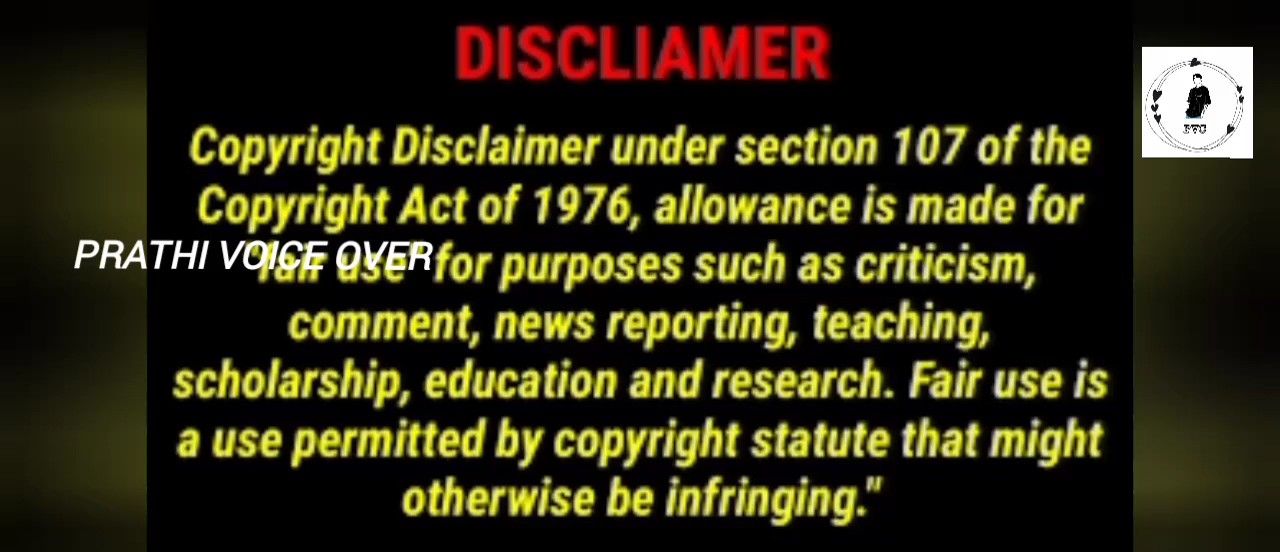 DISCLIAMER
Copyright Disclaimer under section 107 of the
Copyright Act of 1976, allowance is made for
PRATHI VOICE OVER
"fair use" for purposes such as criticism,
comment, news reporting, teaching,
scholarship, education and research. Fair use is
a use permitted by copyright statute that might
otherwise be infringing."